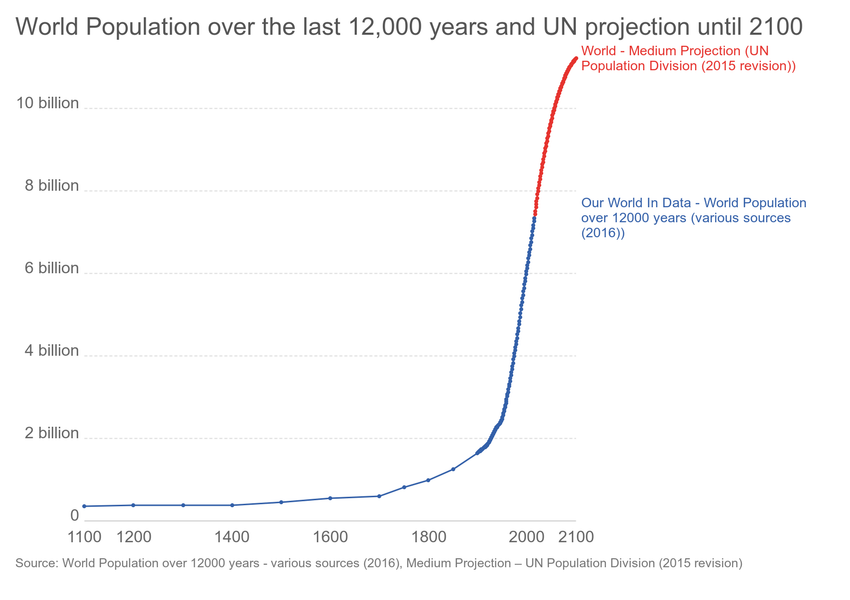 World Population over the last 12,000 years and UN projection until 2100
World - Medium Projection (UN
Population Division (2015 revision))
10 billion
8 billion
Our World In Data - World Population
over 12000 years (various sources
(2016))
6 billion
4 billion
2 billion
0
1100 1200 1400 1600 1800 2000 2100
Source: World Population over 12000 years - various sources (2016), Medium Projection – UN Population Division (2015 revision)